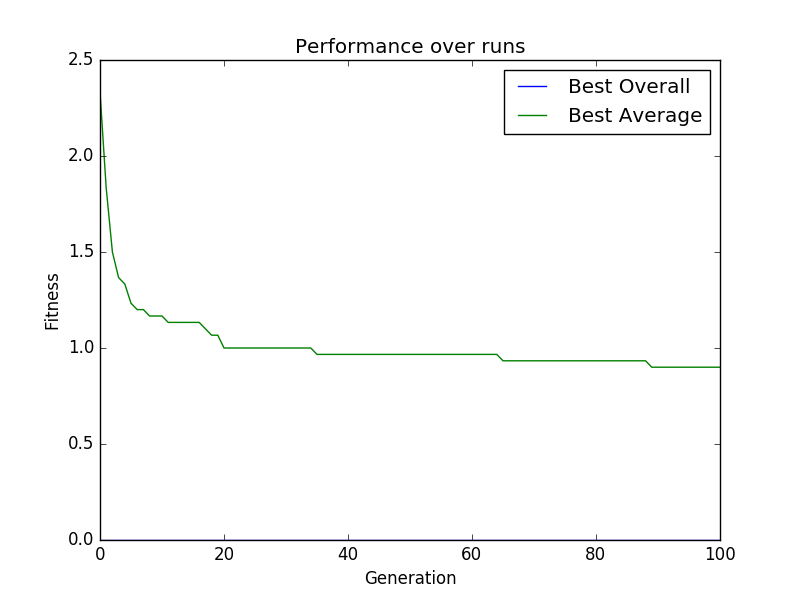 Performance over runs
2.5
2.0
1.5
1.0
0.5
0.0
Fitness
Best Overall
Best Average
0 20 40 60 80 100
Generation